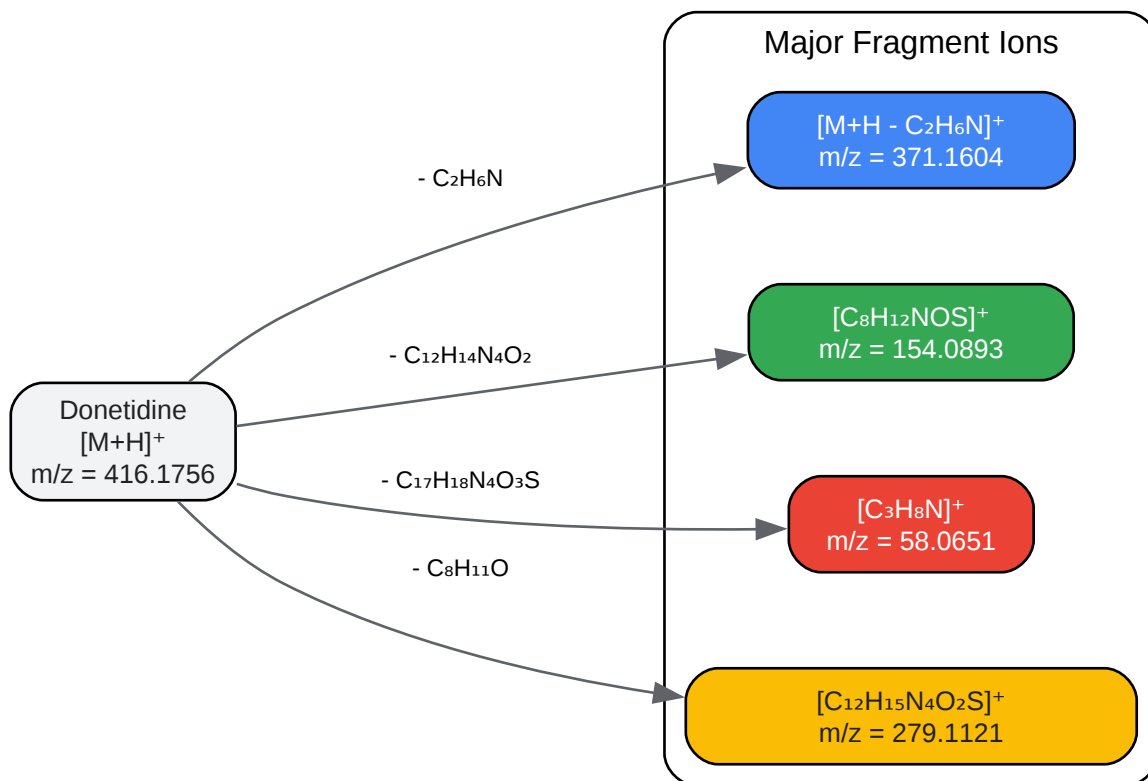 Major Fragment Ions
[M+H - C₂H₆N]⁺
m/z = 371.1604
- C₂H₆N
[C₈H₁₂NOS]⁺
m/z = 154.0893
- C₁₂H₁₄N₄O₂
Donetidine
[M+H]⁺
m/z = 416.1756
- C₁₇H₁₈N₄O₃S
[C₃H₈N]⁺
m/z = 58.0651
- C₈H₁₁O
[C₁₂H₁₅N₄O₂S]⁺
m/z = 279.1121